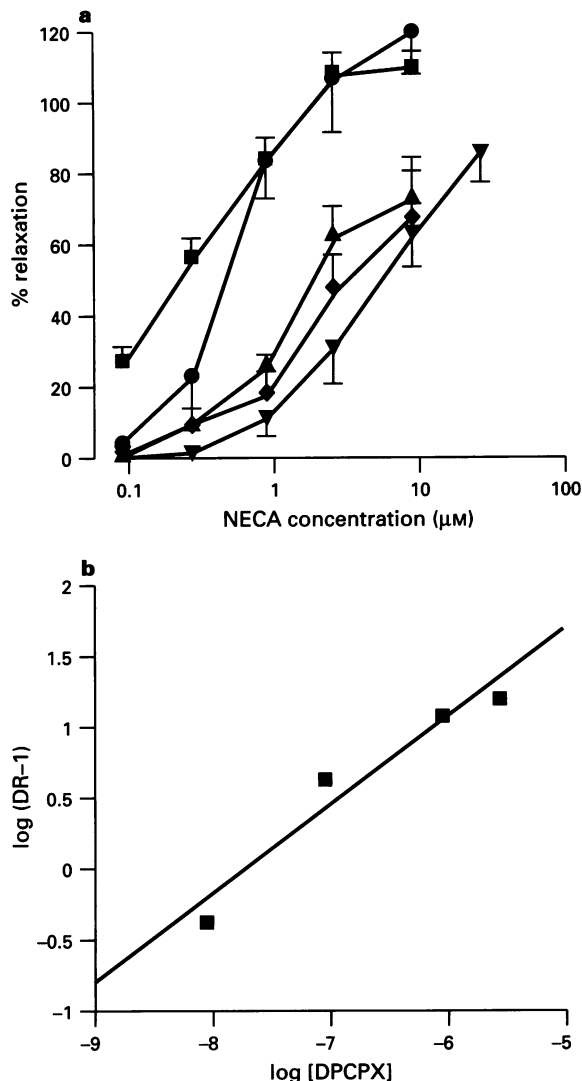 a
120
100
80
60
40
20
0
% relaxation
0.1 1 10 100
NECA concentration (μM)
b
2
1.5
1
0.5
0
−0.5
−1
log (DR−1)
−9 −8 −7 −6 −5
log [DPCPX]